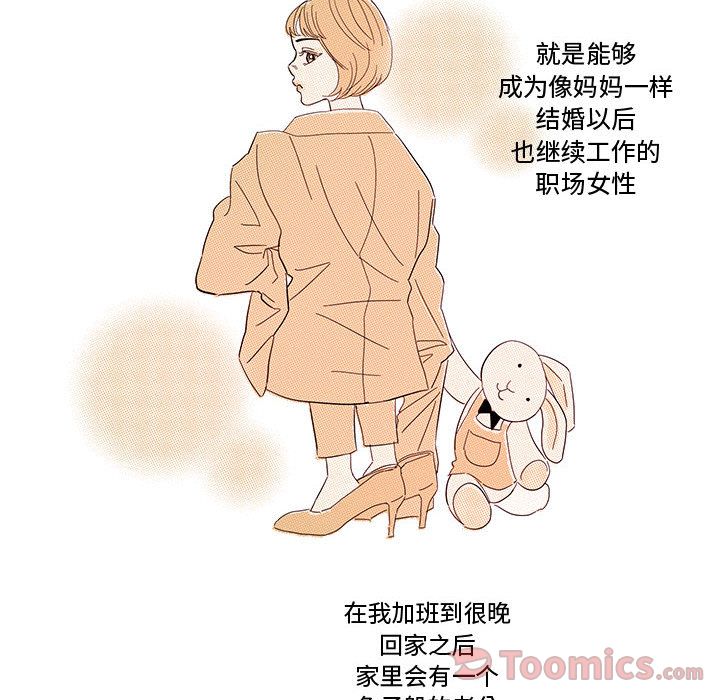 就是能够
成为像妈妈一样
结婚以后
也继续工作的
职场女性
在我加班到很晚
回家之后
家里会有一个
Toomics.com